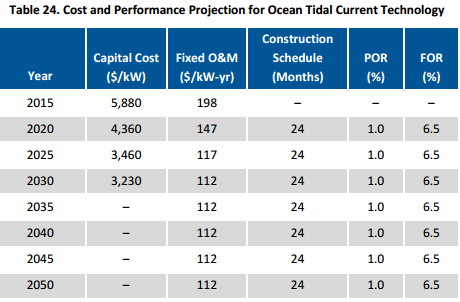 Table 24. Cost and Performance Projection for Ocean Tidal Current Technology
Year Capital Cost ($/kW) Fixed O&M ($/kW-yr) Construction Schedule (Months) POR (%) FOR (%)
2015 5,880 198 – – –
2020 4,360 147 24 1.0 6.5
2025 3,460 117 24 1.0 6.5
2030 3,230 112 24 1.0 6.5
2035 – 112 24 1.0 6.5
2040 – 112 24 1.0 6.5
2045 – 112 24 1.0 6.5
2050 – 112 24 1.0 6.5